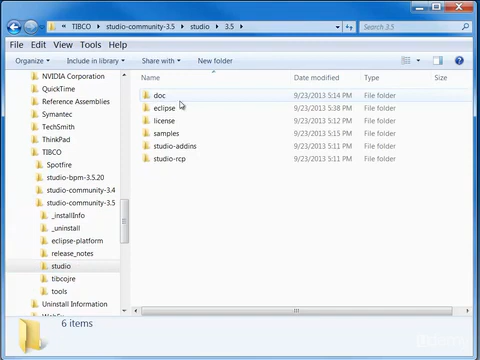 « TIBCO ▸ studio-community-3.5 ▸ studio ▸ 3.5 ▸
Search 3.5
File Edit View Tools Help
Organize ▾ Include in library ▾ Share with ▾ New folder
NVIDIA Corporation
QuickTime
Reference Assemblies
Symantec
TechSmith
ThinkPad
TIBCO
Spotfire
studio-bpm-3.5.20
studio-community-3.4
studio-community-3.5
_installInfo
_uninstall
eclipse-platform
release_notes
studio
tibcojre
tools
Uninstall Information
Name Date modified Type Size
doc 9/23/2013 5:14 PM File folder
eclipse 9/23/2013 5:38 PM File folder
license 9/23/2013 5:12 PM File folder
samples 9/23/2013 5:11 PM File folder
studio-addins 9/23/2013 5:11 PM File folder
studio-rcp 9/23/2013 5:11 PM File folder
6 items